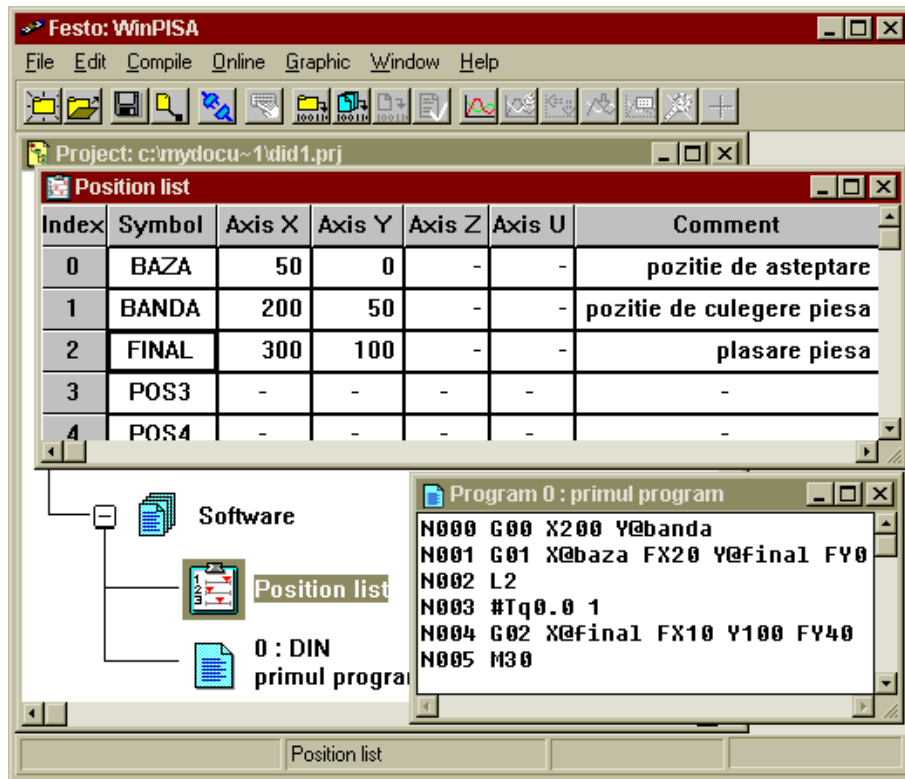 Festo: WinPISA
File Edit Compile Online Graphic Window Help
Project: c:\mydocu~1\did1.prj
Position list
Index Symbol Axis X Axis Y Axis Z Axis U Comment
0 BAZA 50 0 - - pozitie de asteptare
1 BANDA 200 50 - - pozitie de culegere piesa
2 FINAL 300 100 - - plasare piesa
3 POS3 - - - - -
4 POS4 - - - - -
Software
Position list
0 : DIN
primul progra
Program 0 : primul program
N000 G00 X200 Y@banda
N001 G01 X@baza FX20 Y@final FY0
N002 L2
N003 #Tq0.0 1
N004 G02 X@final FX10 Y100 FY40
N005 M30
Position list